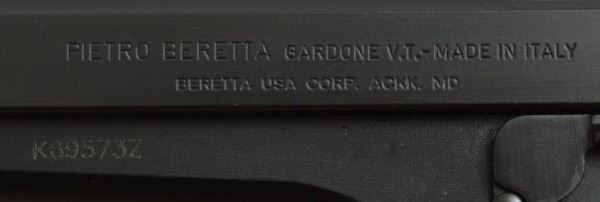 PIETRO BERETTA GARDONE V.T.-MADE IN ITALY
BERETTA USA CORP. ACKK. MD
K69573Z